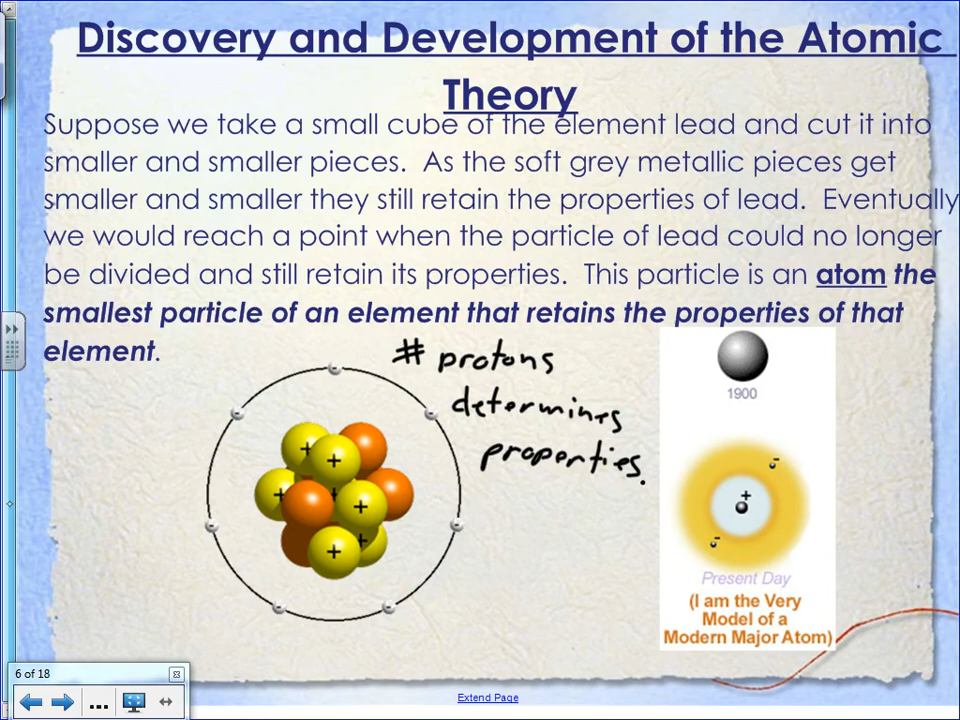 Discovery and Development of the Atomic
Theory
Suppose we take a small cube of the element lead and cut it into
smaller and smaller pieces.  As the soft grey metallic pieces get
smaller and smaller they still retain the properties of lead.  Eventually
we would reach a point when the particle of lead could no longer
be divided and still retain its properties.  This particle is an atom the
smallest particle of an element that retains the properties of that
element.
# protons
determines
properties.
+
+
+
+
+
+
-
-
-
-
-
-
-
1900
-
+
-
Present Day
(I am the Very
Model of a
Modern Major Atom)
6 of 18
...
Extend Page